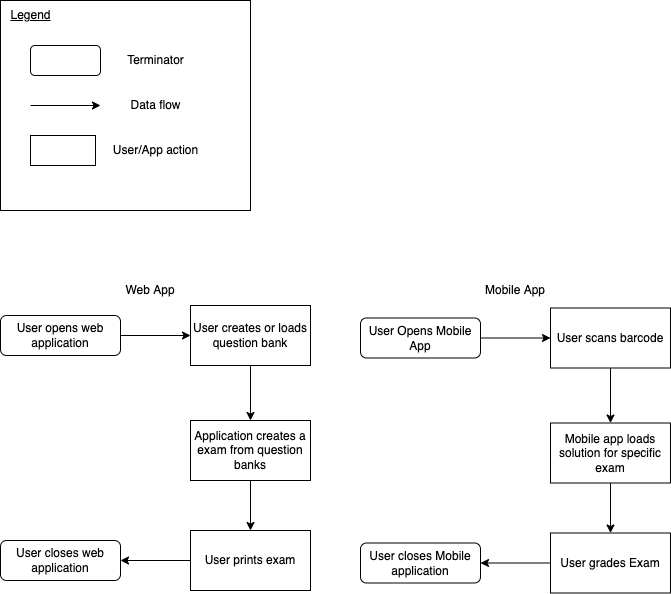 Legend
Terminator
Data flow
User/App action
Web App
User opens web
application
User creates or loads
question bank
Application creates a
exam from question
banks
User prints exam
User closes web
application
Mobile App
User Opens Mobile
App
User scans barcode
Mobile app loads
solution for specific
exam
User grades Exam
User closes Mobile
application